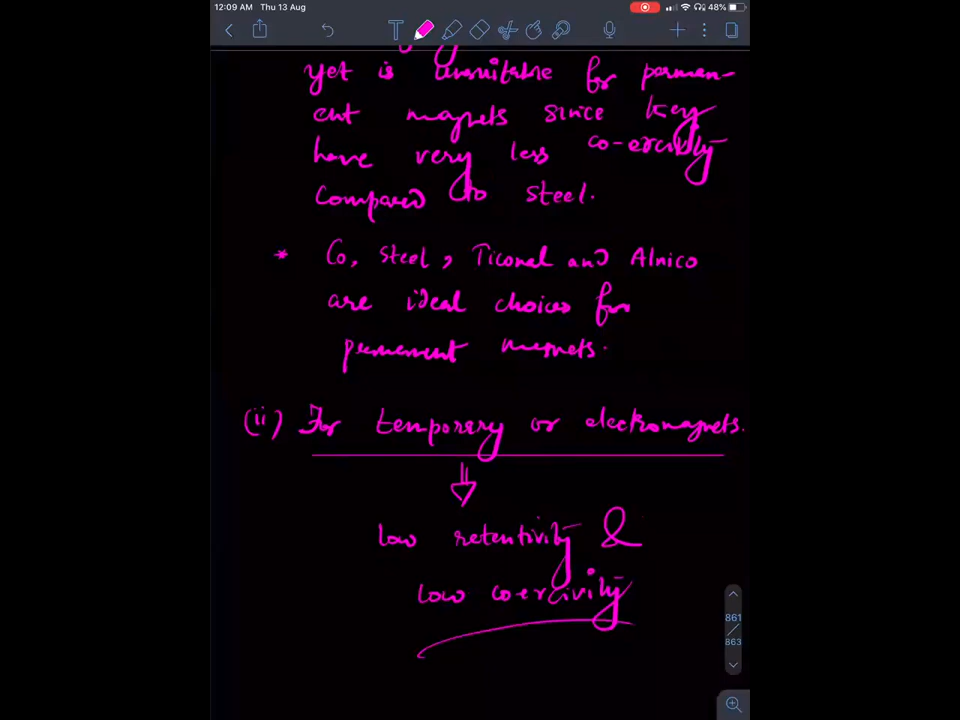 12:09 AM Thu 13 Aug 48%
yet is unsuitable for perman-
ent magnets since they
have very less co-ercivity
compared to steel.
* Co, steel, Ticonal and Alnico
are ideal choices for
permanent magnets.
(ii) For temporary or electromagnets.
low retentivity &
low coercivity
861
863